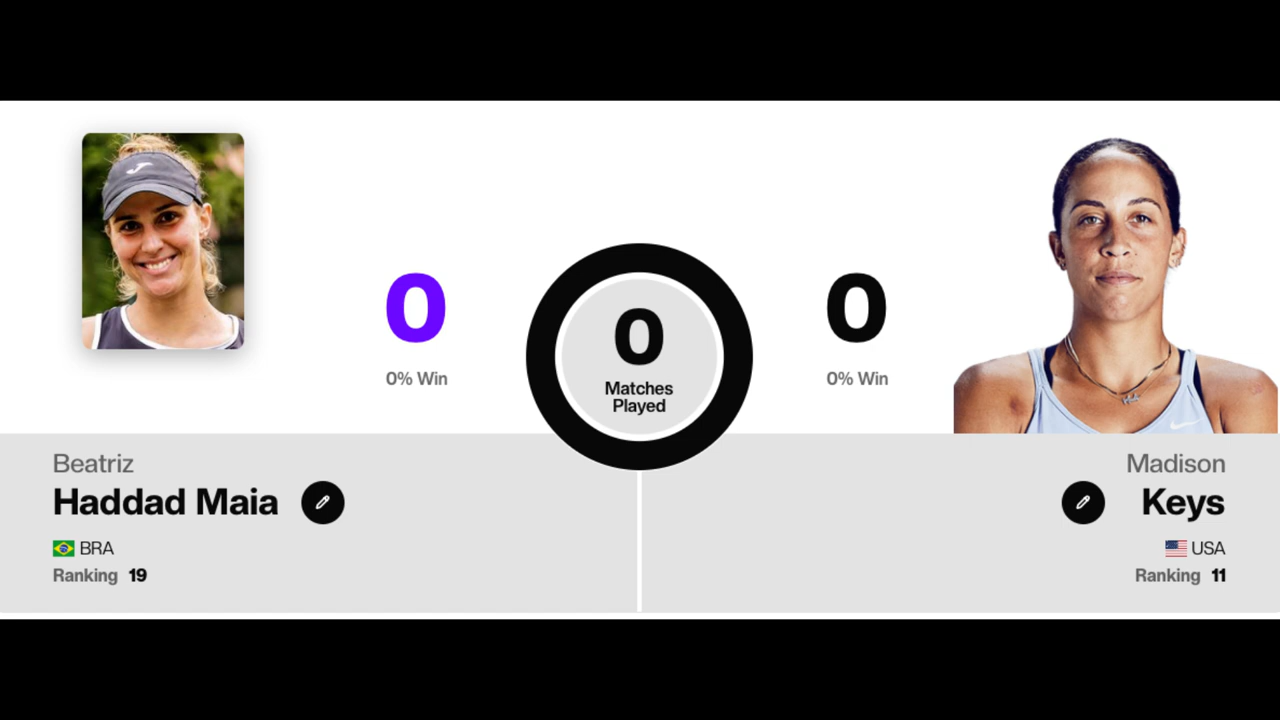 0
0% Win
0
Matches
Played
0
0% Win
Beatriz
Haddad Maia
BRA
Ranking 19
Madison
Keys
USA
Ranking 11